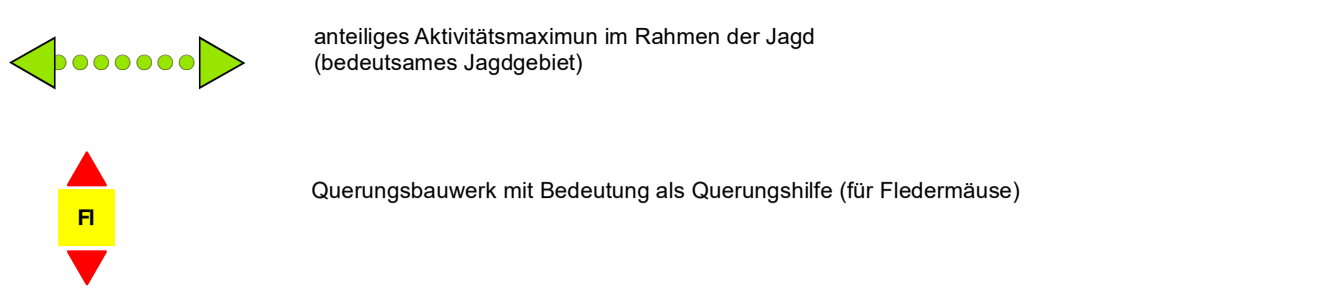 anteiliges Aktivitätsmaximun im Rahmen der Jagd
(bedeutsames Jagdgebiet)
Fl
Querungsbauwerk mit Bedeutung als Querungshilfe (für Fledermäuse)